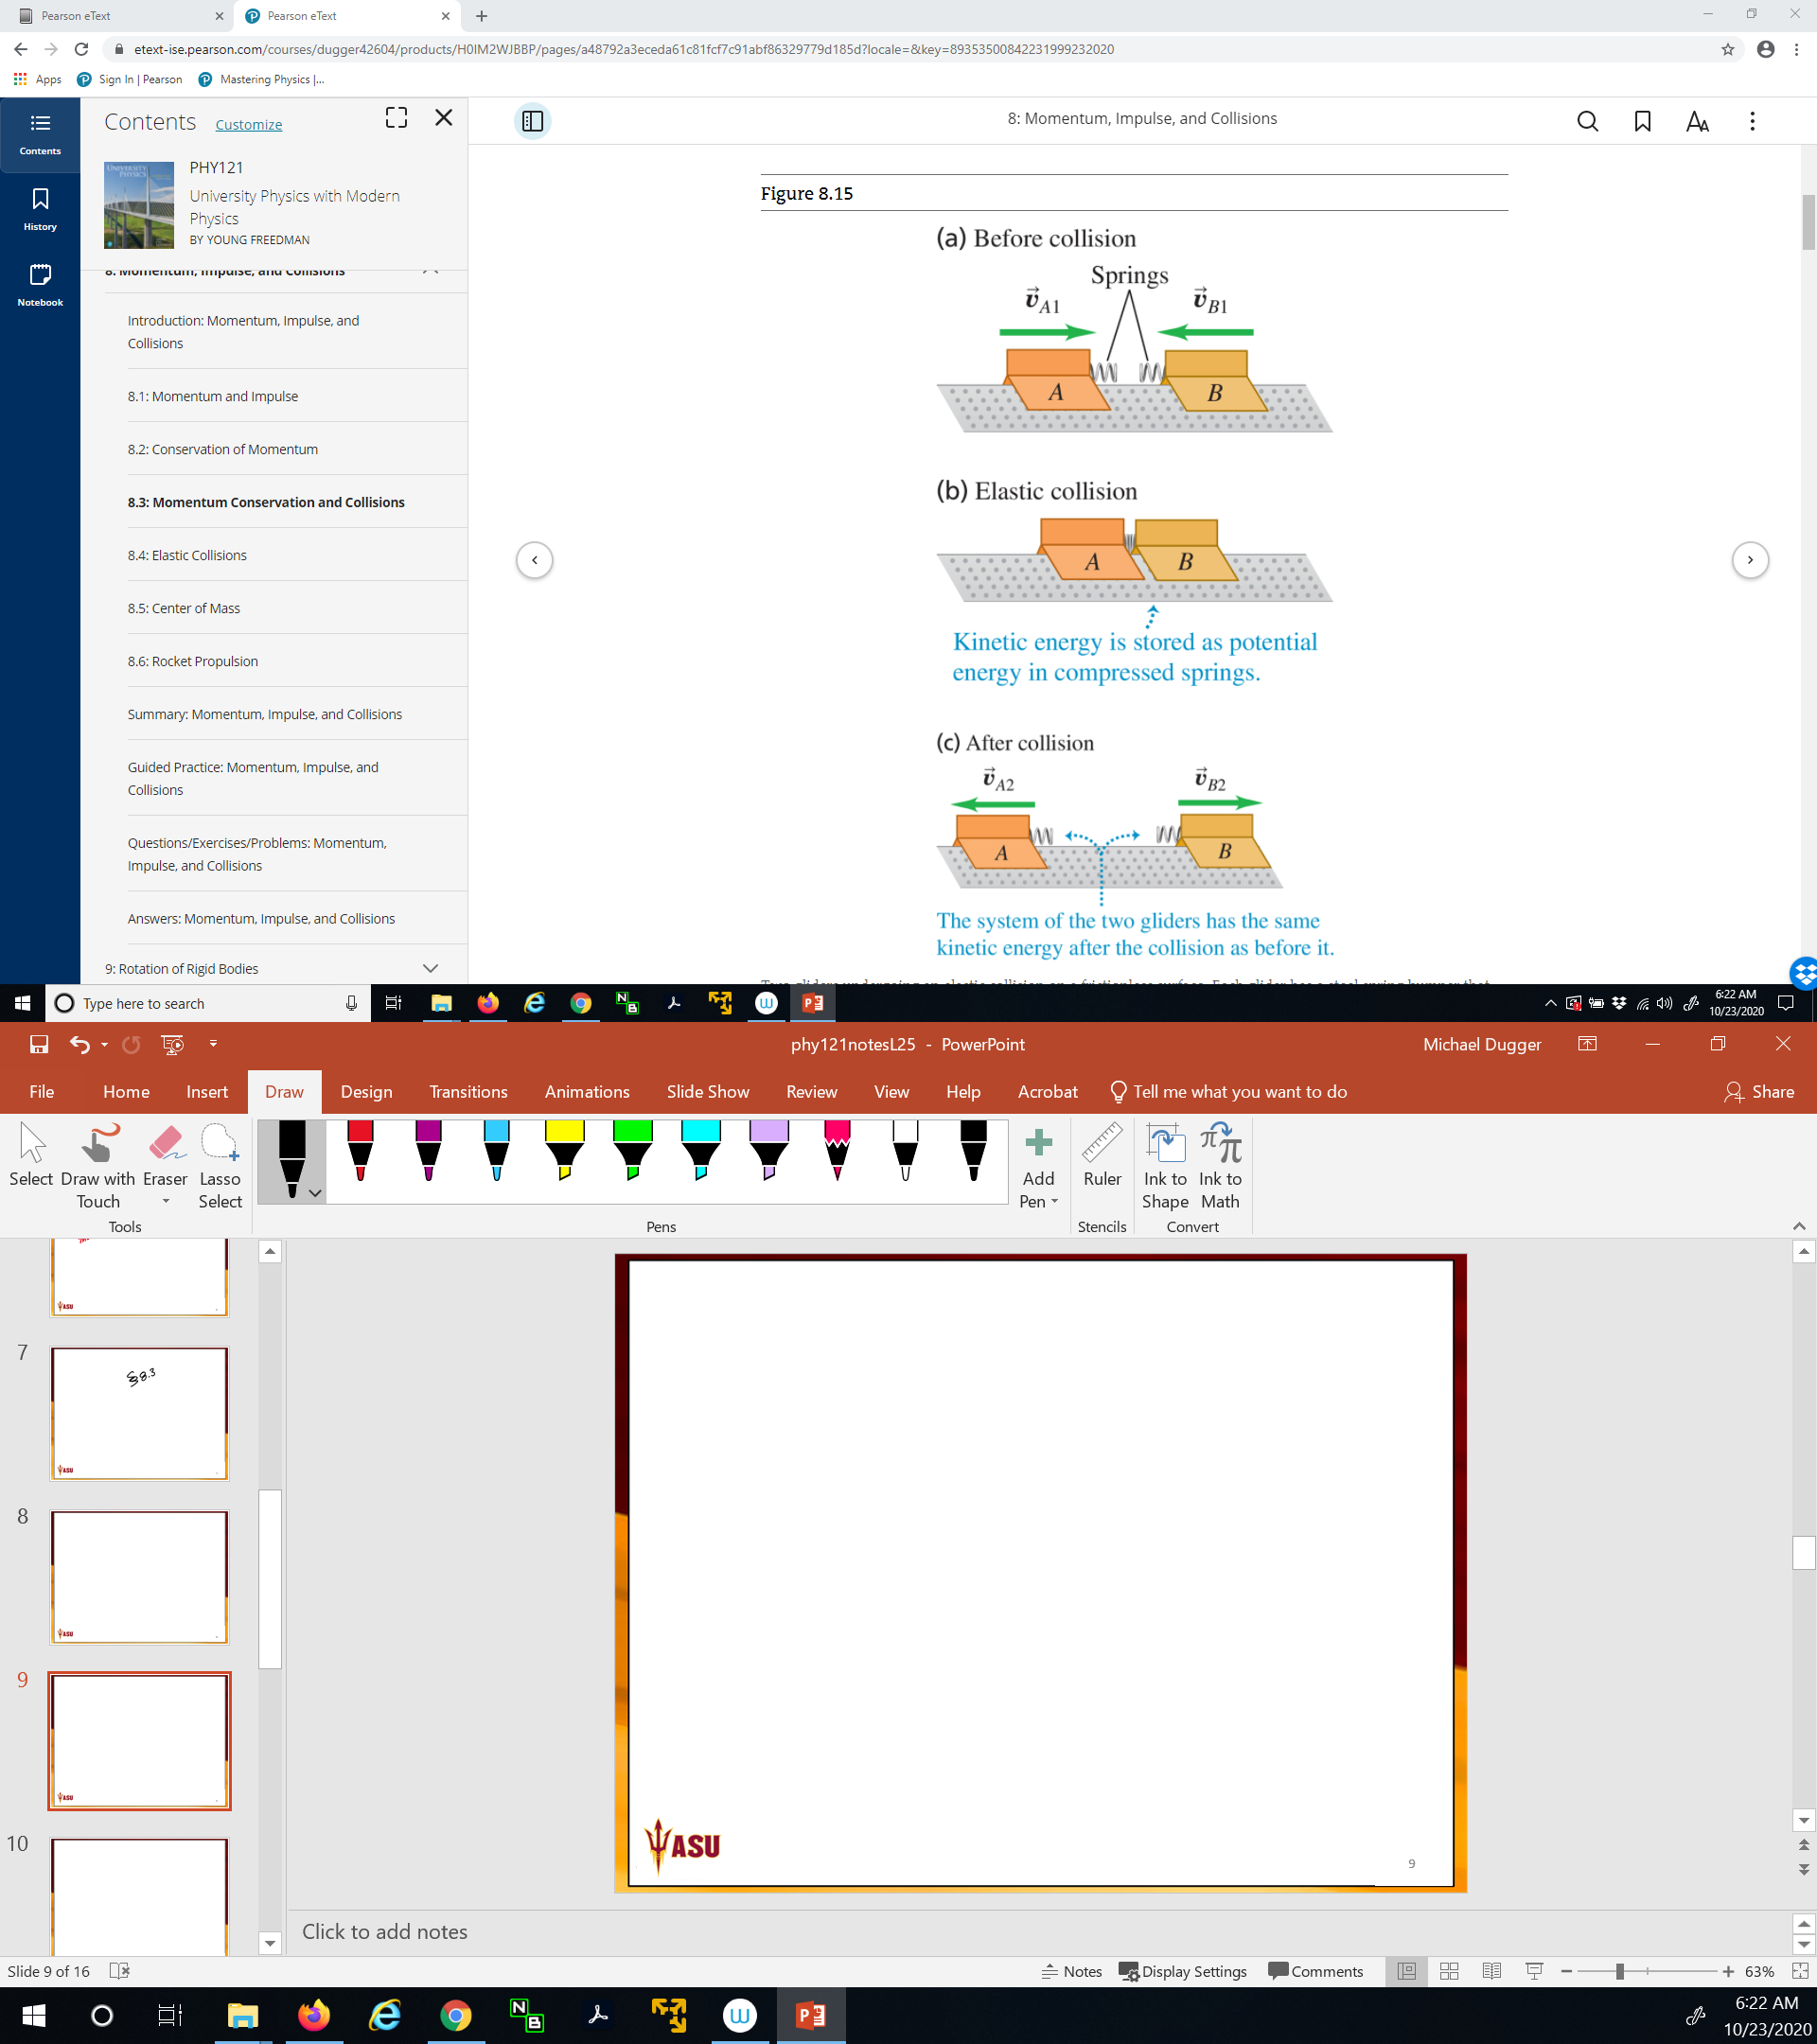 Pearson eText
Pearson eText
etext-ise.pearson.com/courses/dugger42604/products/H0IM2WJBBP/pages/a48792a3eceda61c81fcf7c91abf86329779d185d?locale=&key=89353500842231999232020
Apps Sign In | Pearson Mastering Physics |...
Contents
History
Notebook
Contents Customize
PHY121
University Physics with Modern
Physics
BY YOUNG FREEDMAN
8: Momentum, Impulse, and Collisions
Introduction: Momentum, Impulse, and
Collisions
8.1: Momentum and Impulse
8.2: Conservation of Momentum
8.3: Momentum Conservation and Collisions
8.4: Elastic Collisions
8.5: Center of Mass
8.6: Rocket Propulsion
Summary: Momentum, Impulse, and Collisions
Guided Practice: Momentum, Impulse, and
Collisions
Questions/Exercises/Problems: Momentum,
Impulse, and Collisions
Answers: Momentum, Impulse, and Collisions
9: Rotation of Rigid Bodies
8: Momentum, Impulse, and Collisions
Figure 8.15
(a) Before collision
Springs
v⃗A1 v⃗B1
A B
(b) Elastic collision
A B
Kinetic energy is stored as potential
energy in compressed springs.
(c) After collision
v⃗A2 v⃗B2
A B
The system of the two gliders has the same
kinetic energy after the collision as before it.
Type here to search
6:22 AM
10/23/2020
phy121notesL25 - PowerPoint
Michael Dugger
File Home Insert Draw Design Transitions Animations Slide Show Review View Help Acrobat Tell me what you want to do Share
Select Draw with Touch Eraser Lasso Select
Tools
Pens
Add Pen
Ruler
Stencils
Ink to Shape Ink to Math
Convert
ASU
7
§8.3
ASU
8
ASU
9
ASU
10
ASU
9
Click to add notes
Slide 9 of 16
Notes Display Settings Comments 63%
6:22 AM
10/23/2020